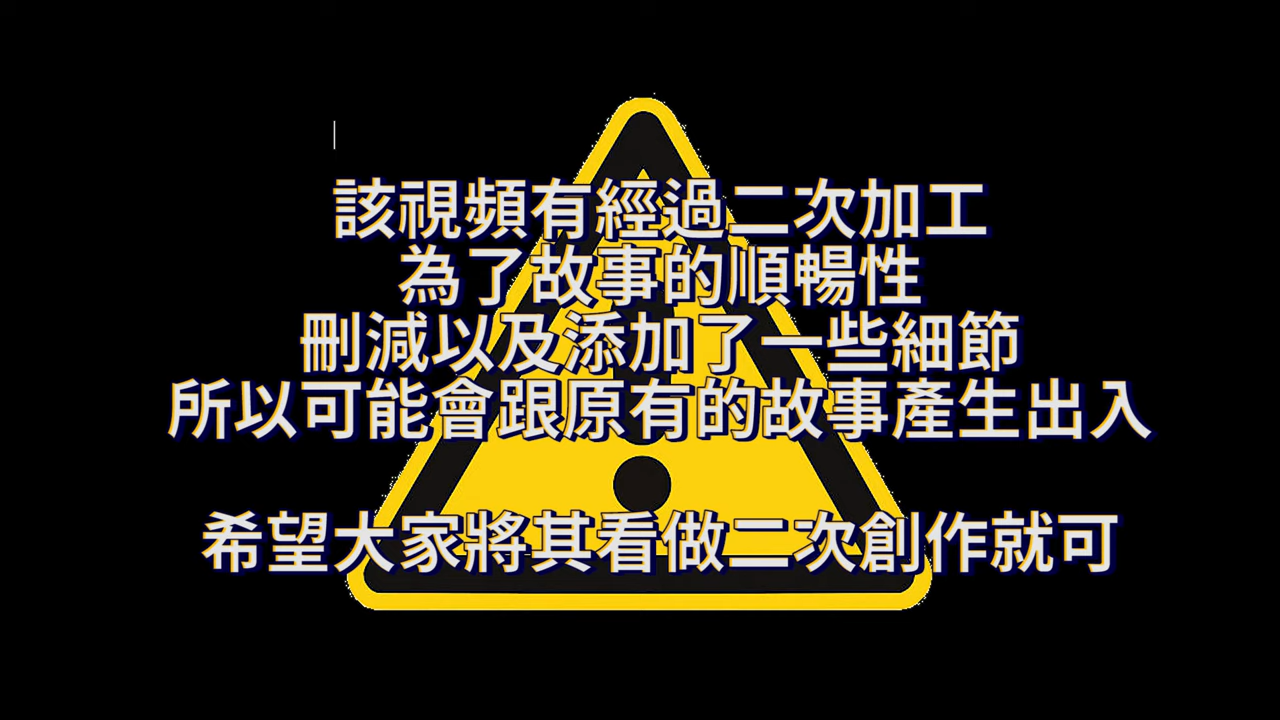 該視頻有經過二次加工
為了故事的順暢性
刪減以及添加了一些細節
所以可能會跟原有的故事產生出入
希望大家將其看做二次創作就可